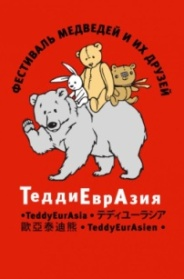 ФЕСТИВАЛЬ МЕДВЕДЕЙ И ИХ ДРУЗЕЙ
ТеддиЕврАзия
•TeddyEurAsia • テディユーラシア
歐亞泰迪熊 • TeddyEurAsien •